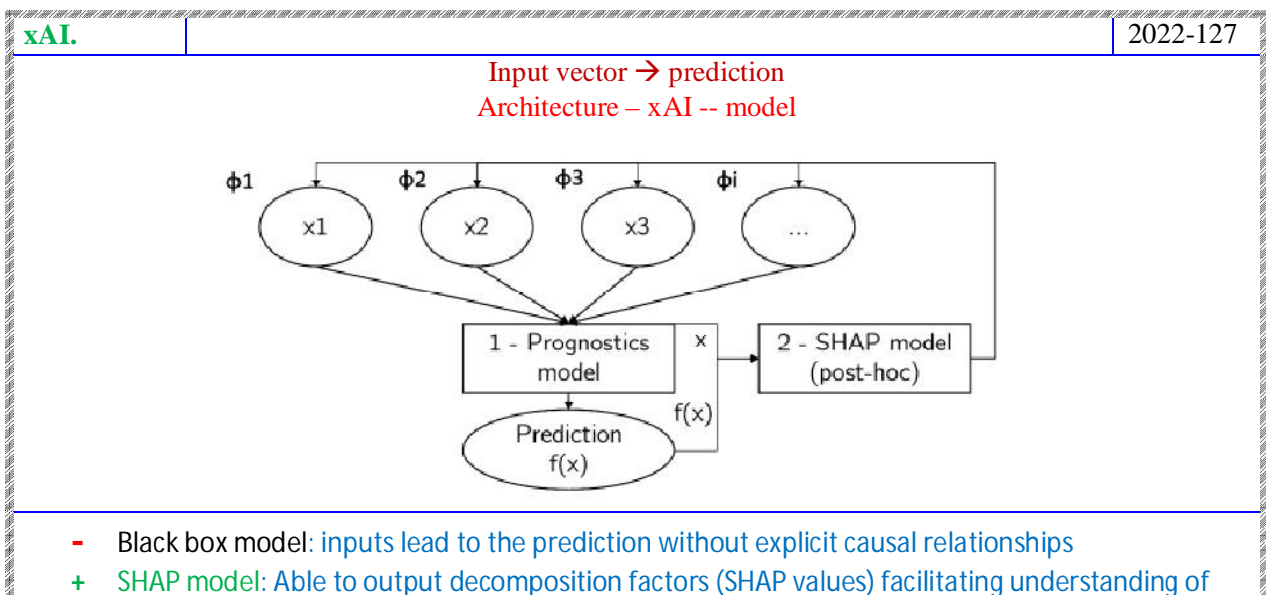 xAI. 2022-127
Input vector → prediction
Architecture – xAI -- model
ϕ1 ϕ2 ϕ3 ϕi
x1 x2 x3 ...
1 - Prognostics x 2 - SHAP model
model (post-hoc)
f(x)
Prediction
f(x)
- Black box model: inputs lead to the prediction without explicit causal relationships
+ SHAP model: Able to output decomposition factors (SHAP values) facilitating understanding of